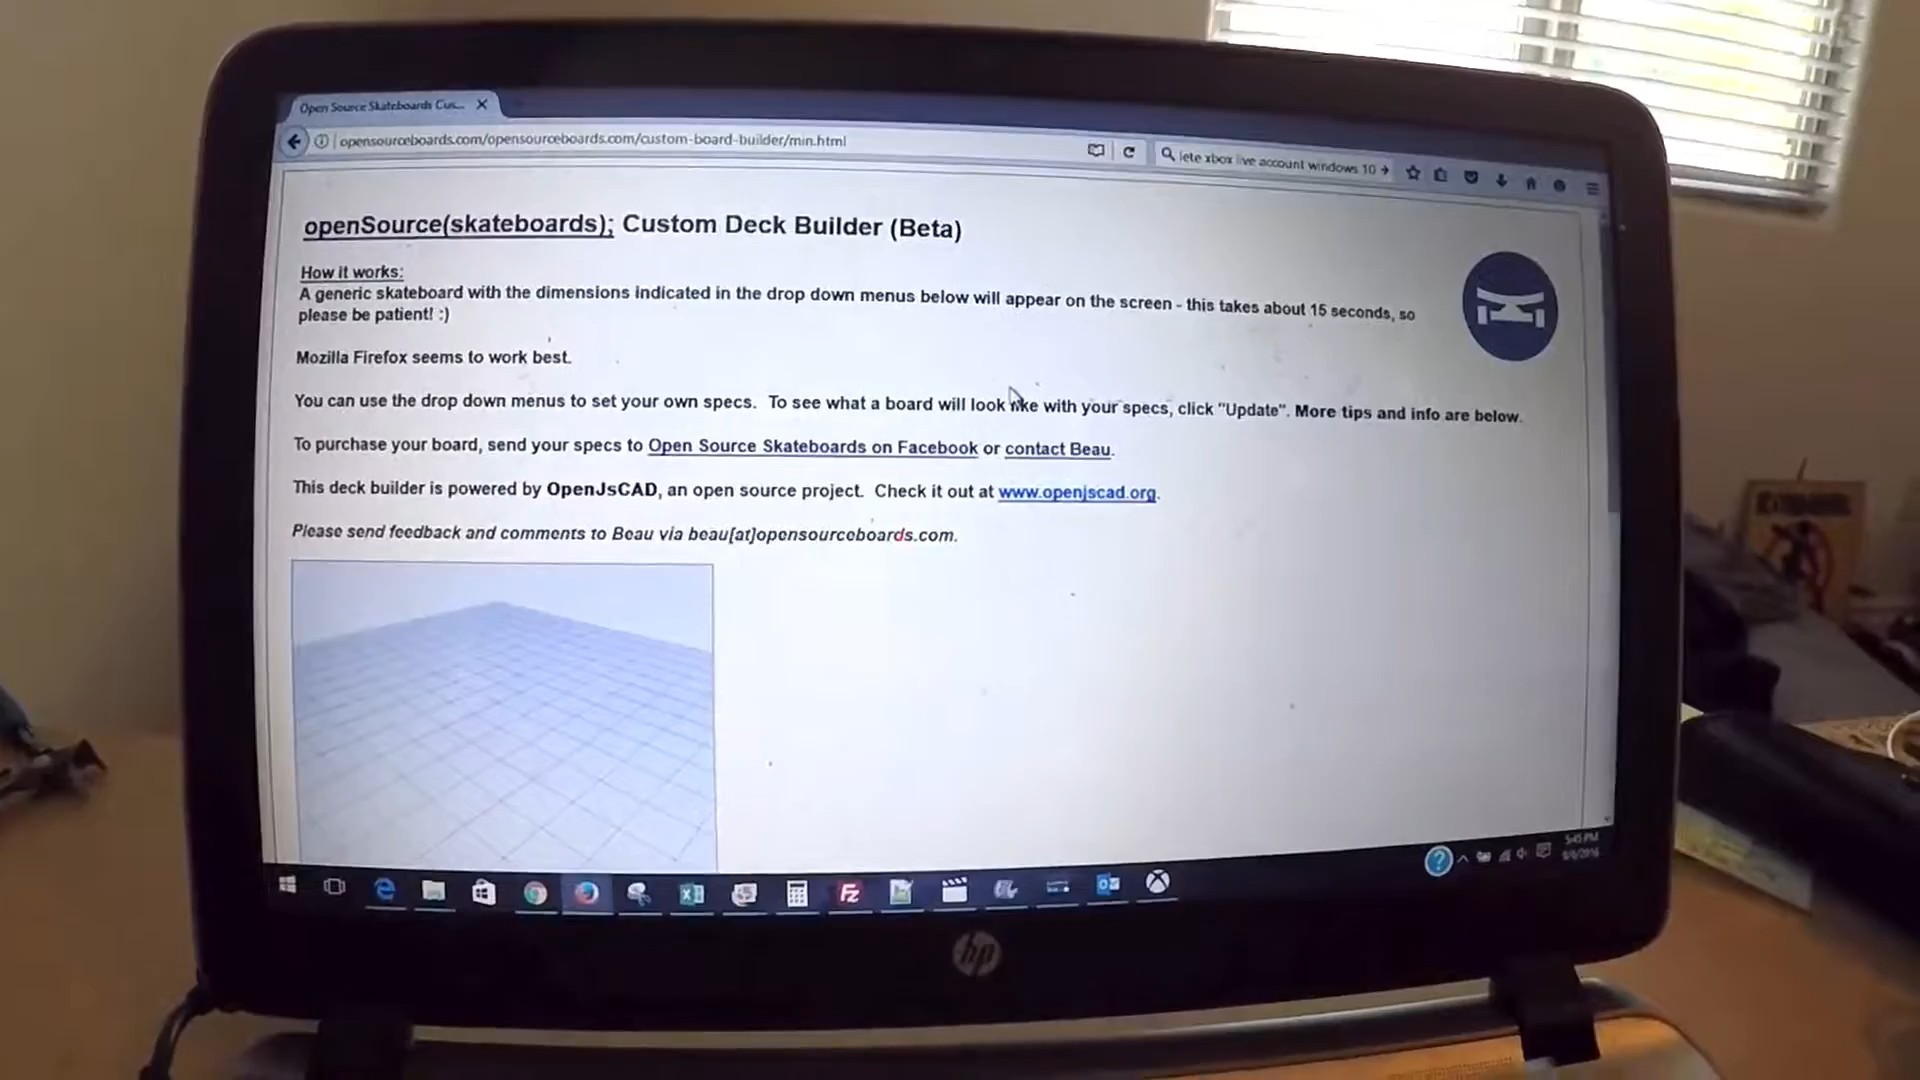 Open Source Skateboards Cus...
opensourceboards.com/opensourceboards.com/custom-board-builder/min.html
lete xbox live account windows 10
openSource(skateboards); Custom Deck Builder (Beta)
How it works:
A generic skateboard with the dimensions indicated in the drop down menus below will appear on the screen - this takes about 15 seconds, so
please be patient! :)
Mozilla Firefox seems to work best.
You can use the drop down menus to set your own specs. To see what a board will look like with your specs, click "Update". More tips and info are below.
To purchase your board, send your specs to Open Source Skateboards on Facebook or contact Beau.
This deck builder is powered by OpenJsCAD, an open source project. Check it out at www.openjscad.org.
Please send feedback and comments to Beau via beau[at]opensourceboards.com.
5:45 PM
hp